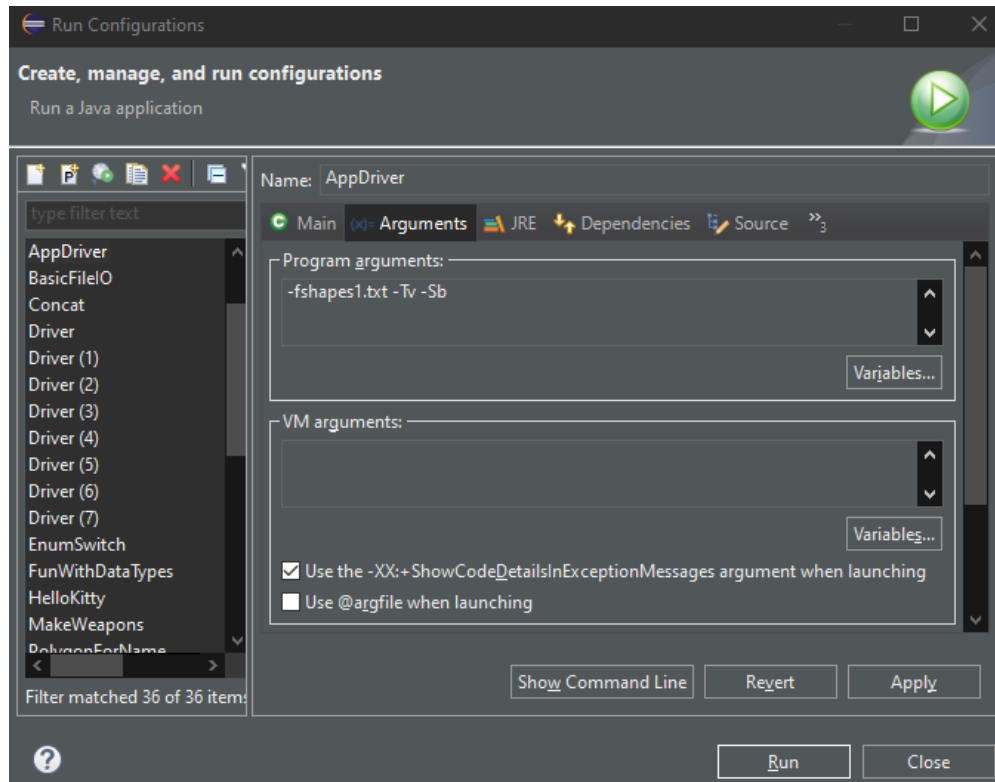 Run Configurations
Create, manage, and run configurations
Run a Java application
type filter text
AppDriver
BasicFileIO
Concat
Driver
Driver (1)
Driver (2)
Driver (3)
Driver (4)
Driver (5)
Driver (6)
Driver (7)
EnumSwitch
FunWithDataTypes
HelloKitty
MakeWeapons
PolygonForName
Filter matched 36 of 36 items
Name: AppDriver
Main (x)= Arguments JRE Dependencies Source »3
Program arguments:
-fshapes1.txt -Tv -Sb
Variables...
VM arguments:
Variables...
Use the -XX:+ShowCodeDetailsInExceptionMessages argument when launching
Use @argfile when launching
Show Command Line Revert Apply
Run Close